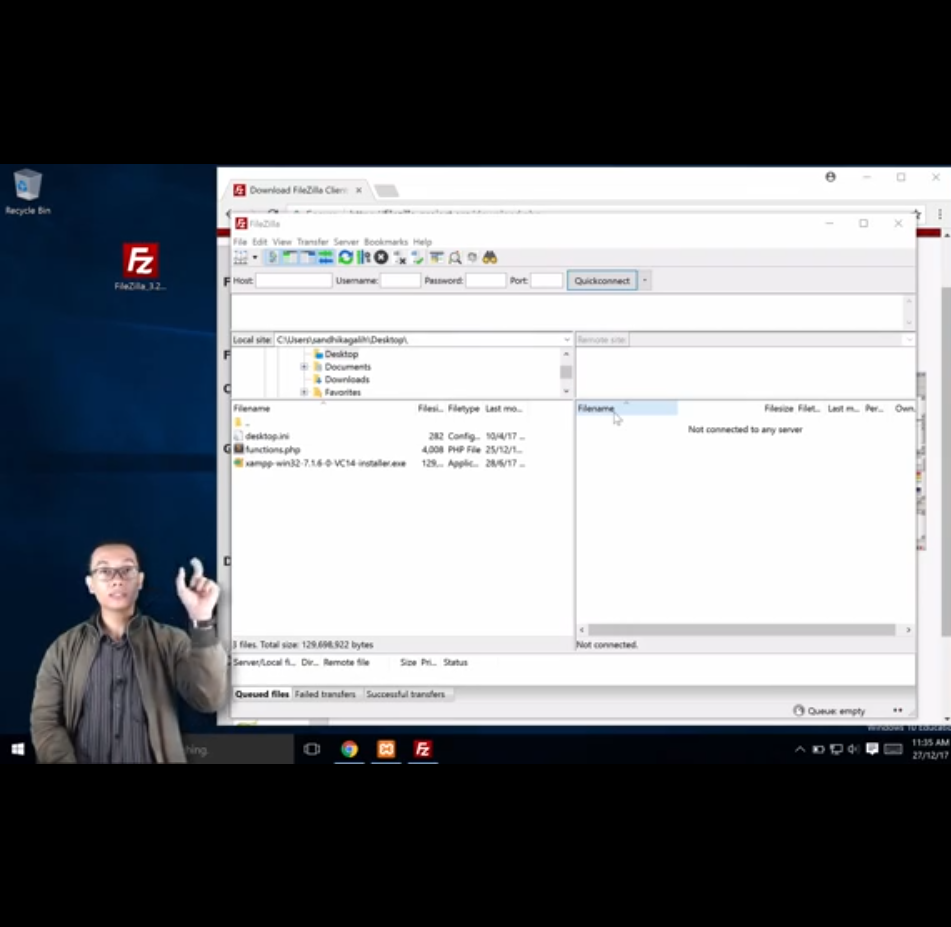 Recycle Bin
FileZilla_3.2...
Download FileZilla Clien
FileZilla
File Edit View Transfer Server Bookmarks Help
Host: Username: Password: Port: Quickconnect
Local site: C:\Users\sandhikagalih\Desktop\
Remote site:
Desktop
Documents
Downloads
Favorites
Filename Filesi... Filetype Last mo...
Filename Filesize Filet... Last m... Per... Own
..
Not connected to any server
desktop.ini 282 Config... 10/4/17 ...
functions.php 4,008 PHP File 25/12/1...
xampp-win32-7.1.6-0-VC14-installer.exe 129,... Applic... 28/6/17 ...
3 files. Total size: 129,698,922 bytes
Not connected.
Server/Local fi... Dir... Remote file Size Pri... Status
Queued files Failed transfers Successful transfers
Queue: empty
Windows 10 Educatio
hing.
11:35 AM
27/12/17